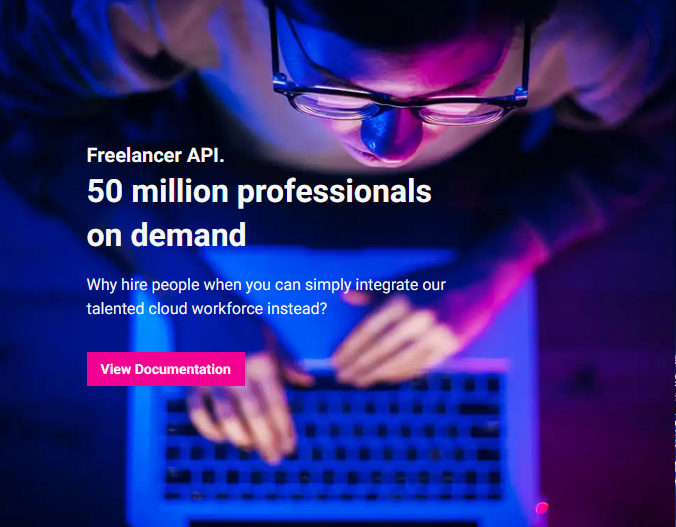 Freelancer API.
50 million professionals
on demand
Why hire people when you can simply integrate our
talented cloud workforce instead?
View Documentation